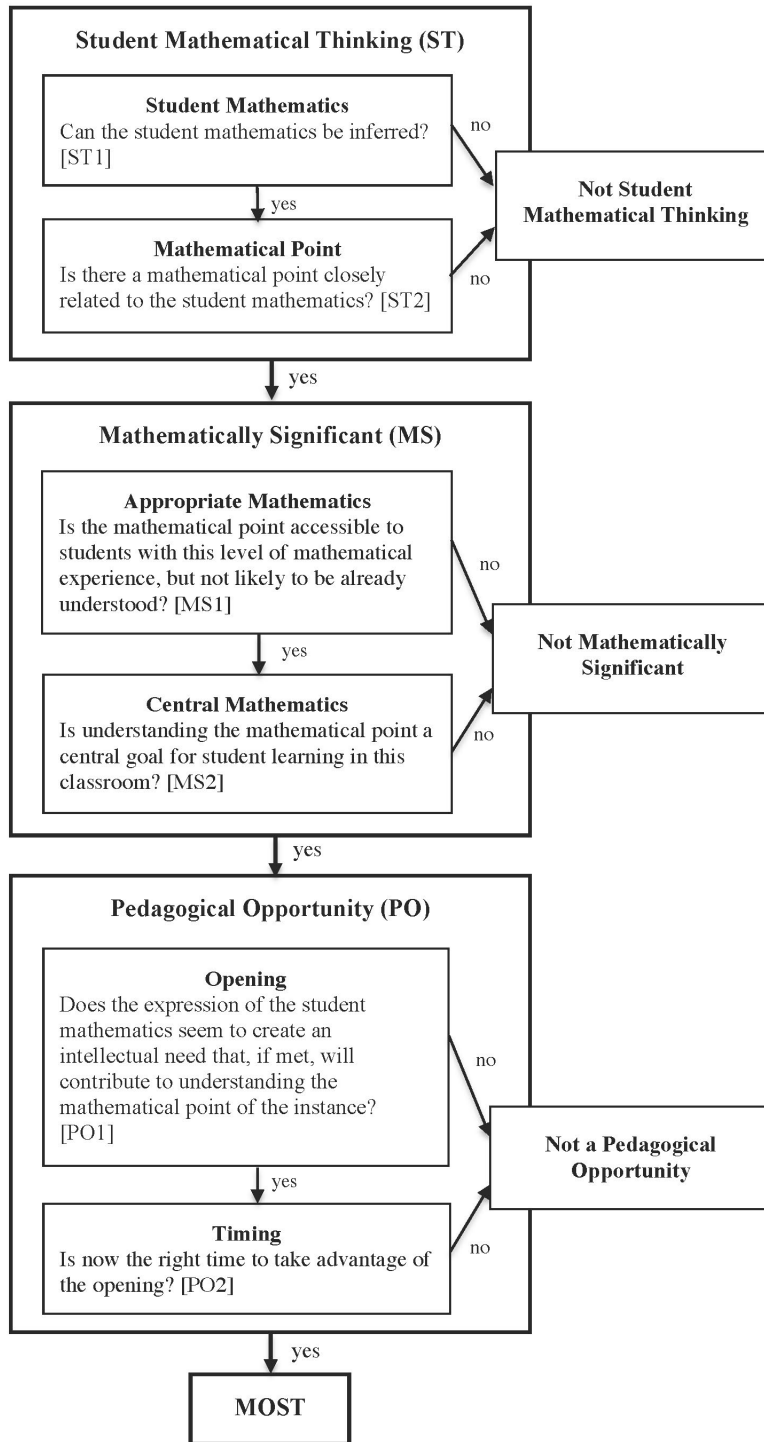 Student Mathematical Thinking (ST)
Student Mathematics
Can the student mathematics be inferred?
[ST1]
no
yes
Not Student
Mathematical Thinking
Mathematical Point
Is there a mathematical point closely
related to the student mathematics? [ST2]
no
yes
Mathematically Significant (MS)
Appropriate Mathematics
Is the mathematical point accessible to
students with this level of mathematical
experience, but not likely to be already
understood? [MS1]
no
yes
Not Mathematically
Significant
Central Mathematics
Is understanding the mathematical point a
central goal for student learning in this
classroom? [MS2]
no
yes
Pedagogical Opportunity (PO)
Opening
Does the expression of the student
mathematics seem to create an
intellectual need that, if met, will
contribute to understanding the
mathematical point of the instance?
[PO1]
no
yes
Not a Pedagogical
Opportunity
Timing
Is now the right time to take advantage of
the opening? [PO2]
no
yes
MOST